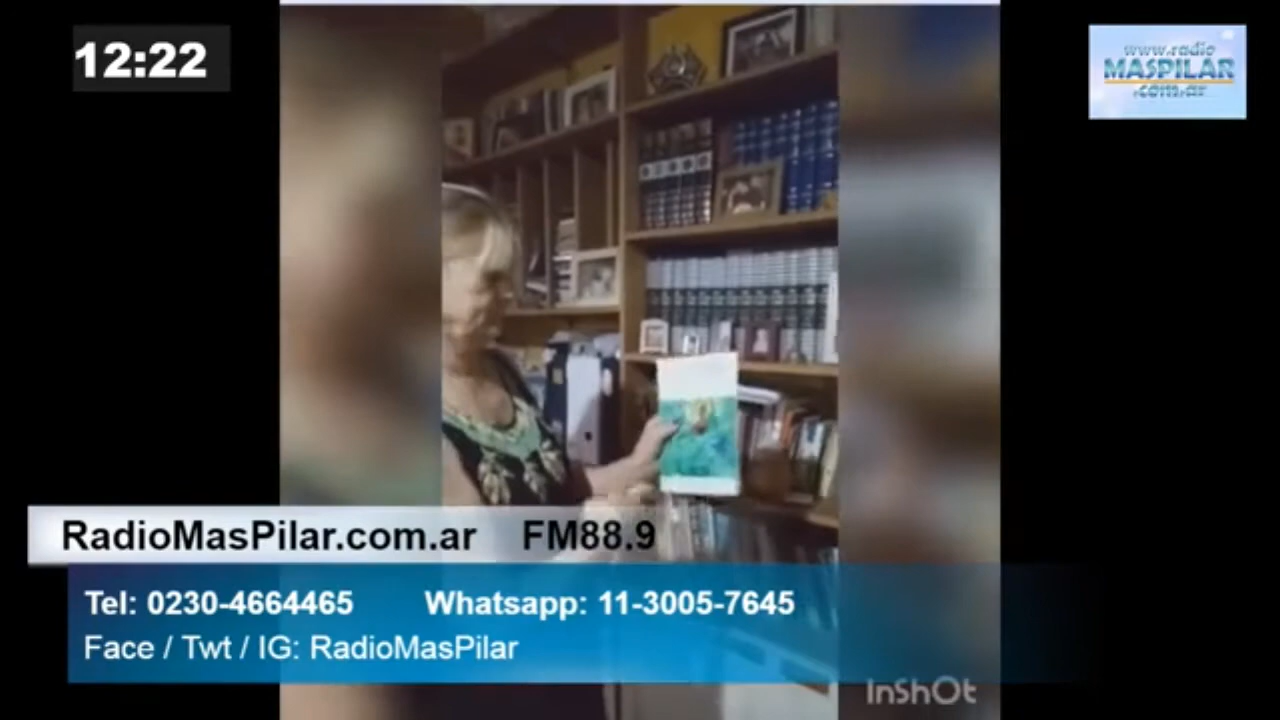 12:22
www.radio
MASPILAR
.com.ar
RadioMasPilar.com.ar FM88.9
Tel: 0230-4664465 Whatsapp: 11-3005-7645
Face / Twt / IG: RadioMasPilar
InShOt